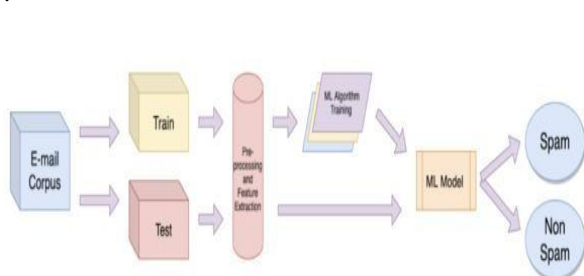 E-mail
Corpus
Train
Test
Pre-
processing
and
Feature
Extraction
ML Algorithm
Training
ML Model
Spam
Non
Spam